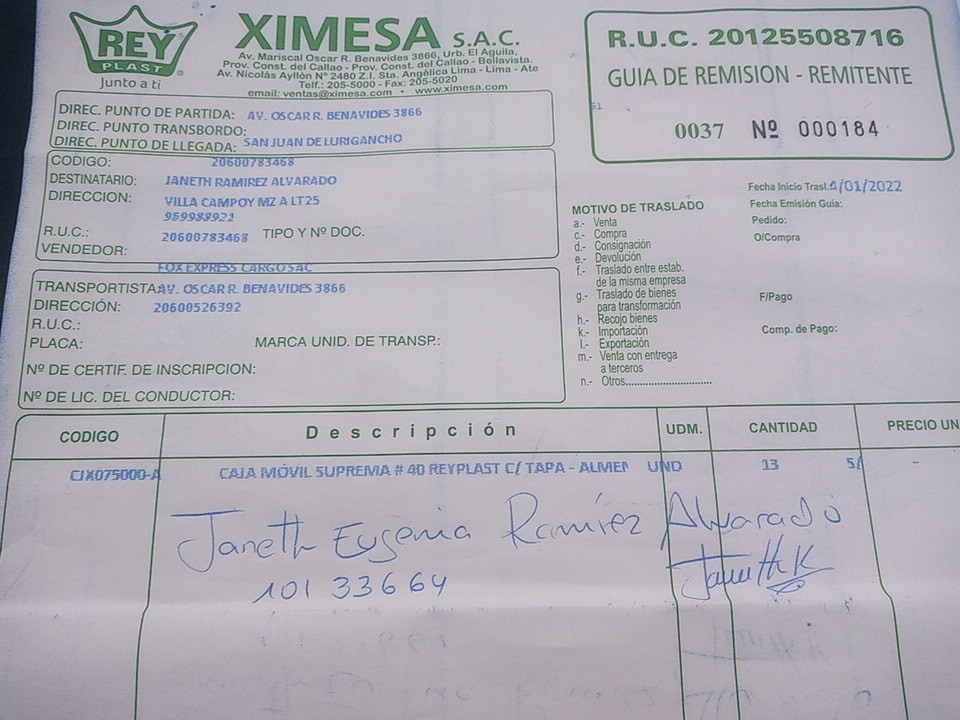 REY
PLAST
Junto a ti
XIMESA S.A.C.
Av. Mariscal Oscar R. Benavides 3866, Urb. El Aguila,
Prov. Const. del Callao - Prov. Const. del Callao - Bellavista.
Av. Nicolás Ayllón Nº 2480 Z.I. Sta. Angélica Lima - Lima - Ate
Telf.: 205-5000 - Fax: 205-5020
email: ventas@ximesa.com • www.ximesa.com
R.U.C. 20125508716
GUIA DE REMISION - REMITENTE
0037 Nº 000184
DIREC. PUNTO DE PARTIDA: AV. OSCAR R. BENAVIDES 3866
DIREC. PUNTO TRANSBORDO:
DIREC. PUNTO DE LLEGADA: SAN JUAN DE LURIGANCHO
CODIGO: 20600783468
DESTINATARIO: JANETH RAMIREZ ALVARADO
DIRECCION: VILLA CAMPOY MZ A LT25
959988921
R.U.C.: 20600783468 TIPO Y Nº DOC.
VENDEDOR:
FOX EXPRESS CARGO SAC
TRANSPORTISTA: AV. OSCAR R. BENAVIDES 3866
DIRECCIÓN: 20600526392
R.U.C.:
PLACA: MARCA UNID. DE TRANSP.:
Nº DE CERTIF. DE INSCRIPCION:
Nº DE LIC. DEL CONDUCTOR:
MOTIVO DE TRASLADO
a.- Venta
c.- Compra
d.- Consignación
e.- Devolución
f.- Traslado entre estab.
de la misma empresa
g.- Traslado de bienes
para transformación
h.- Recojo bienes
k.- Importación
l.- Exportación
m.- Venta con entrega
a terceros
n.- Otros..............................
Fecha Inicio Trasl. 4/01/2022
Fecha Emisión Guía:
Pedido:
O/Compra
F/Pago
Comp. de Pago:
CODIGO Descripción UDM. CANTIDAD PRECIO UN
CJX075000-A CAJA MÓVIL SUPREMA # 40 REYPLAST C/ TAPA - ALMEN UND 13 S/ -
Janeth Eugenia Ramírez Alvarado
10133664